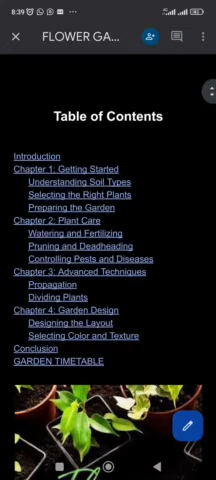 8:39
FLOWER GA...
Table of Contents
Introduction
Chapter 1: Getting Started
Understanding Soil Types
Selecting the Right Plants
Preparing the Garden
Chapter 2: Plant Care
Watering and Fertilizing
Pruning and Deadheading
Controlling Pests and Diseases
Chapter 3: Advanced Techniques
Propagation
Dividing Plants
Chapter 4: Garden Design
Designing the Layout
Selecting Color and Texture
Conclusion
GARDEN TIMETABLE